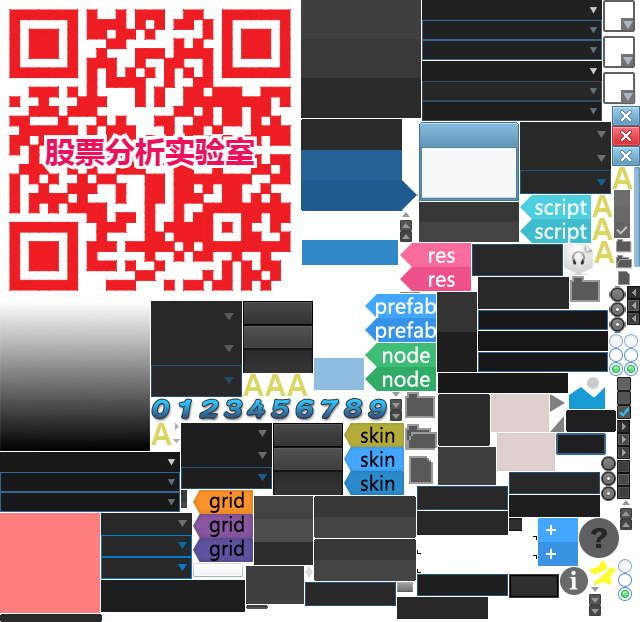 股票分析实验室
A
script
A
script
A
A
res
res
prefab
prefab
node
node
AAA
0123456789
A
skin
skin
skin
grid
grid
grid
+
?
+
i